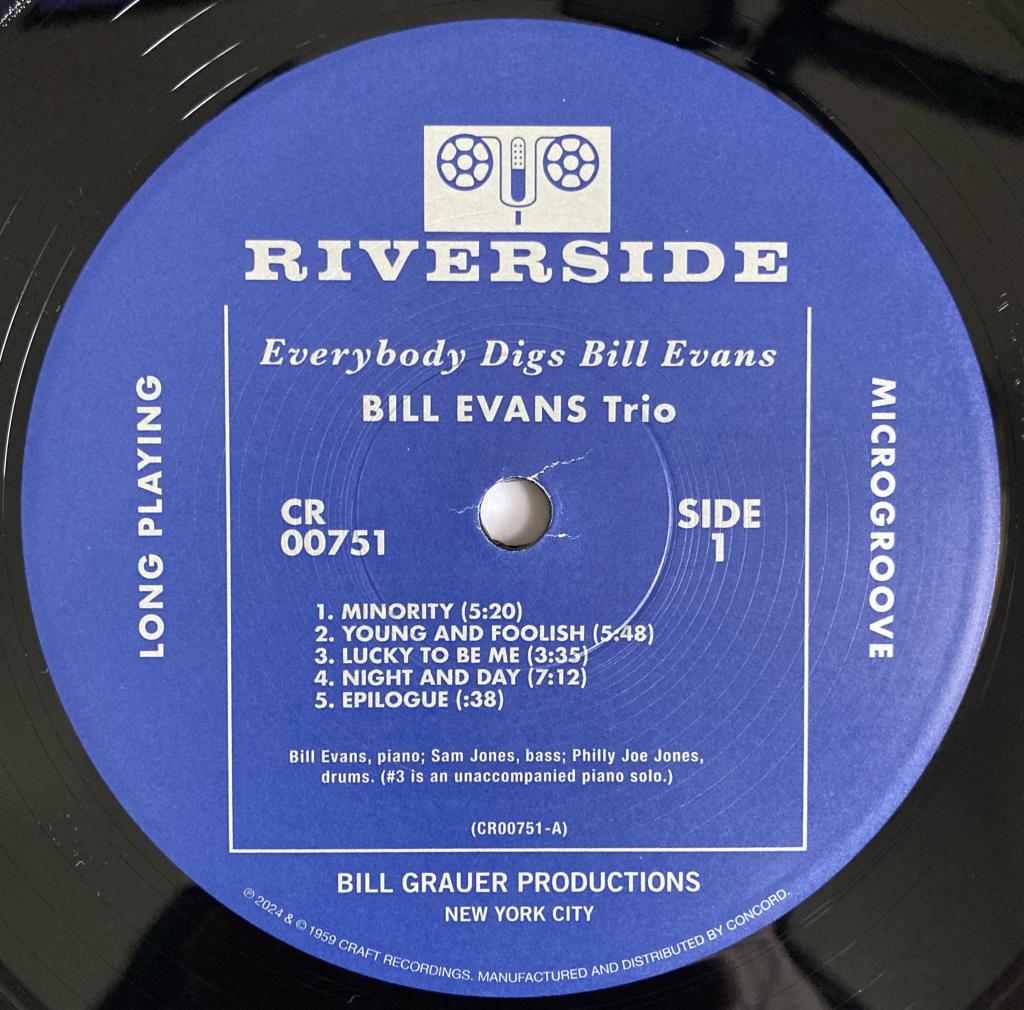 RIVERSIDE
Everybody Digs Bill Evans
BILL EVANS Trio
LONG PLAYING
MICROGROOVE
CR
00751
SIDE
1
1. MINORITY (5:20)
2. YOUNG AND FOOLISH (5:48)
3. LUCKY TO BE ME (3:35)
4. NIGHT AND DAY (7:12)
5. EPILOGUE (:38)
Bill Evans, piano; Sam Jones, bass; Philly Joe Jones,
drums. (#3 is an unaccompanied piano solo.)
(CR00751-A)
BILL GRAUER PRODUCTIONS
NEW YORK CITY
℗ 2024 & © 1959 CRAFT RECORDINGS. MANUFACTURED AND DISTRIBUTED BY CONCORD.